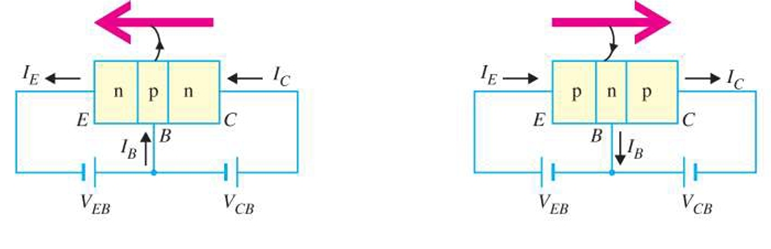 I_E I_C I_E I_C
n p n p n p
E C E C
I_B B B I_B
V_EB V_CB V_EB V_CB